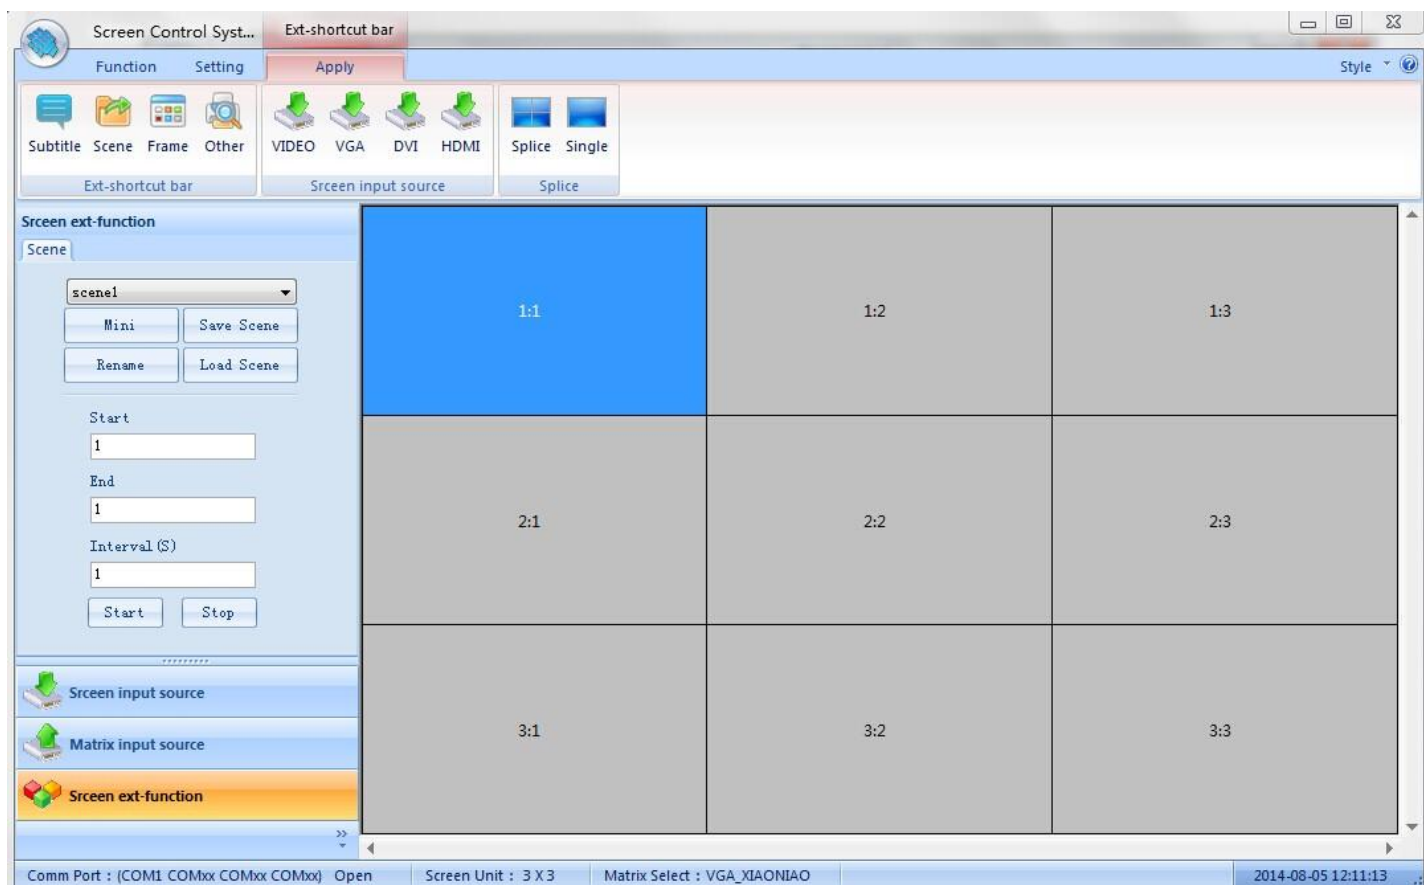 Screen Control Syst... Ext-shortcut bar
Function Setting Apply Style
Subtitle Scene Frame Other VIDEO VGA DVI HDMI Splice Single
Ext-shortcut bar Srceen input source Splice
Srceen ext-function
Scene
scene1
Mini Save Scene
Rename Load Scene
Start
1
End
1
Interval(S)
1
Start Stop
Srceen input source
Matrix input source
Srceen ext-function
1:1 1:2 1:3
2:1 2:2 2:3
3:1 3:2 3:3
Comm Port : (COM1 COMxx COMxx COMxx) Open Screen Unit : 3 X 3 Matrix Select : VGA_XIAONIAO 2014-08-05 12:11:13